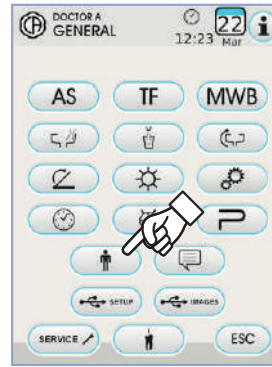 DOCTOR A
GENERAL
22
i
12:23 Mar
AS TF MWB
SETUP IMAGES
SERVICE ESC